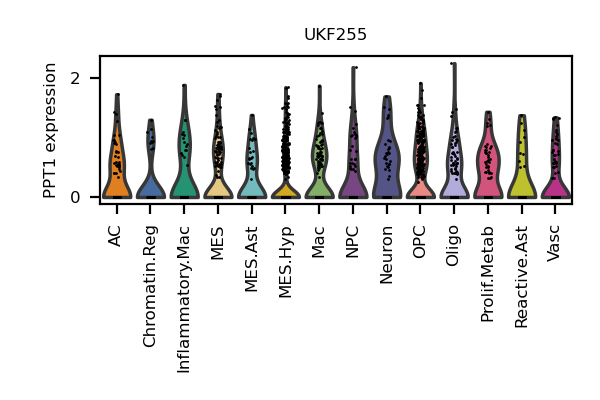 UKF255
PPT1 expression
2
0
AC
Chromatin.Reg
Inflammatory.Mac
MES
MES.Ast
MES.Hyp
Mac
NPC
Neuron
OPC
Oligo
Prolif.Metab
Reactive.Ast
Vasc